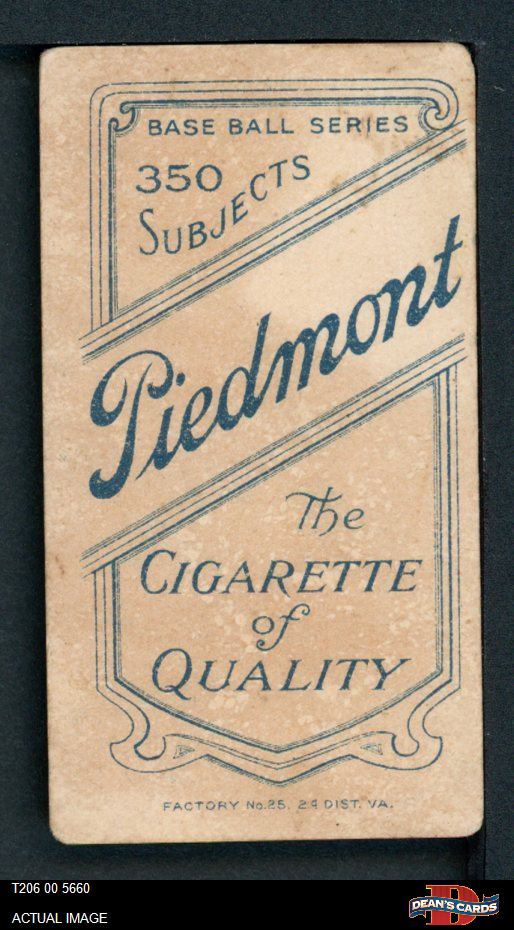 BASE BALL SERIES
350
SUBJECTS
Piedmont
The
CIGARETTE
of
QUALITY
FACTORY No.25. 2d DIST. VA.
T206 00 5660
ACTUAL IMAGE
D
DEAN'S CARDS